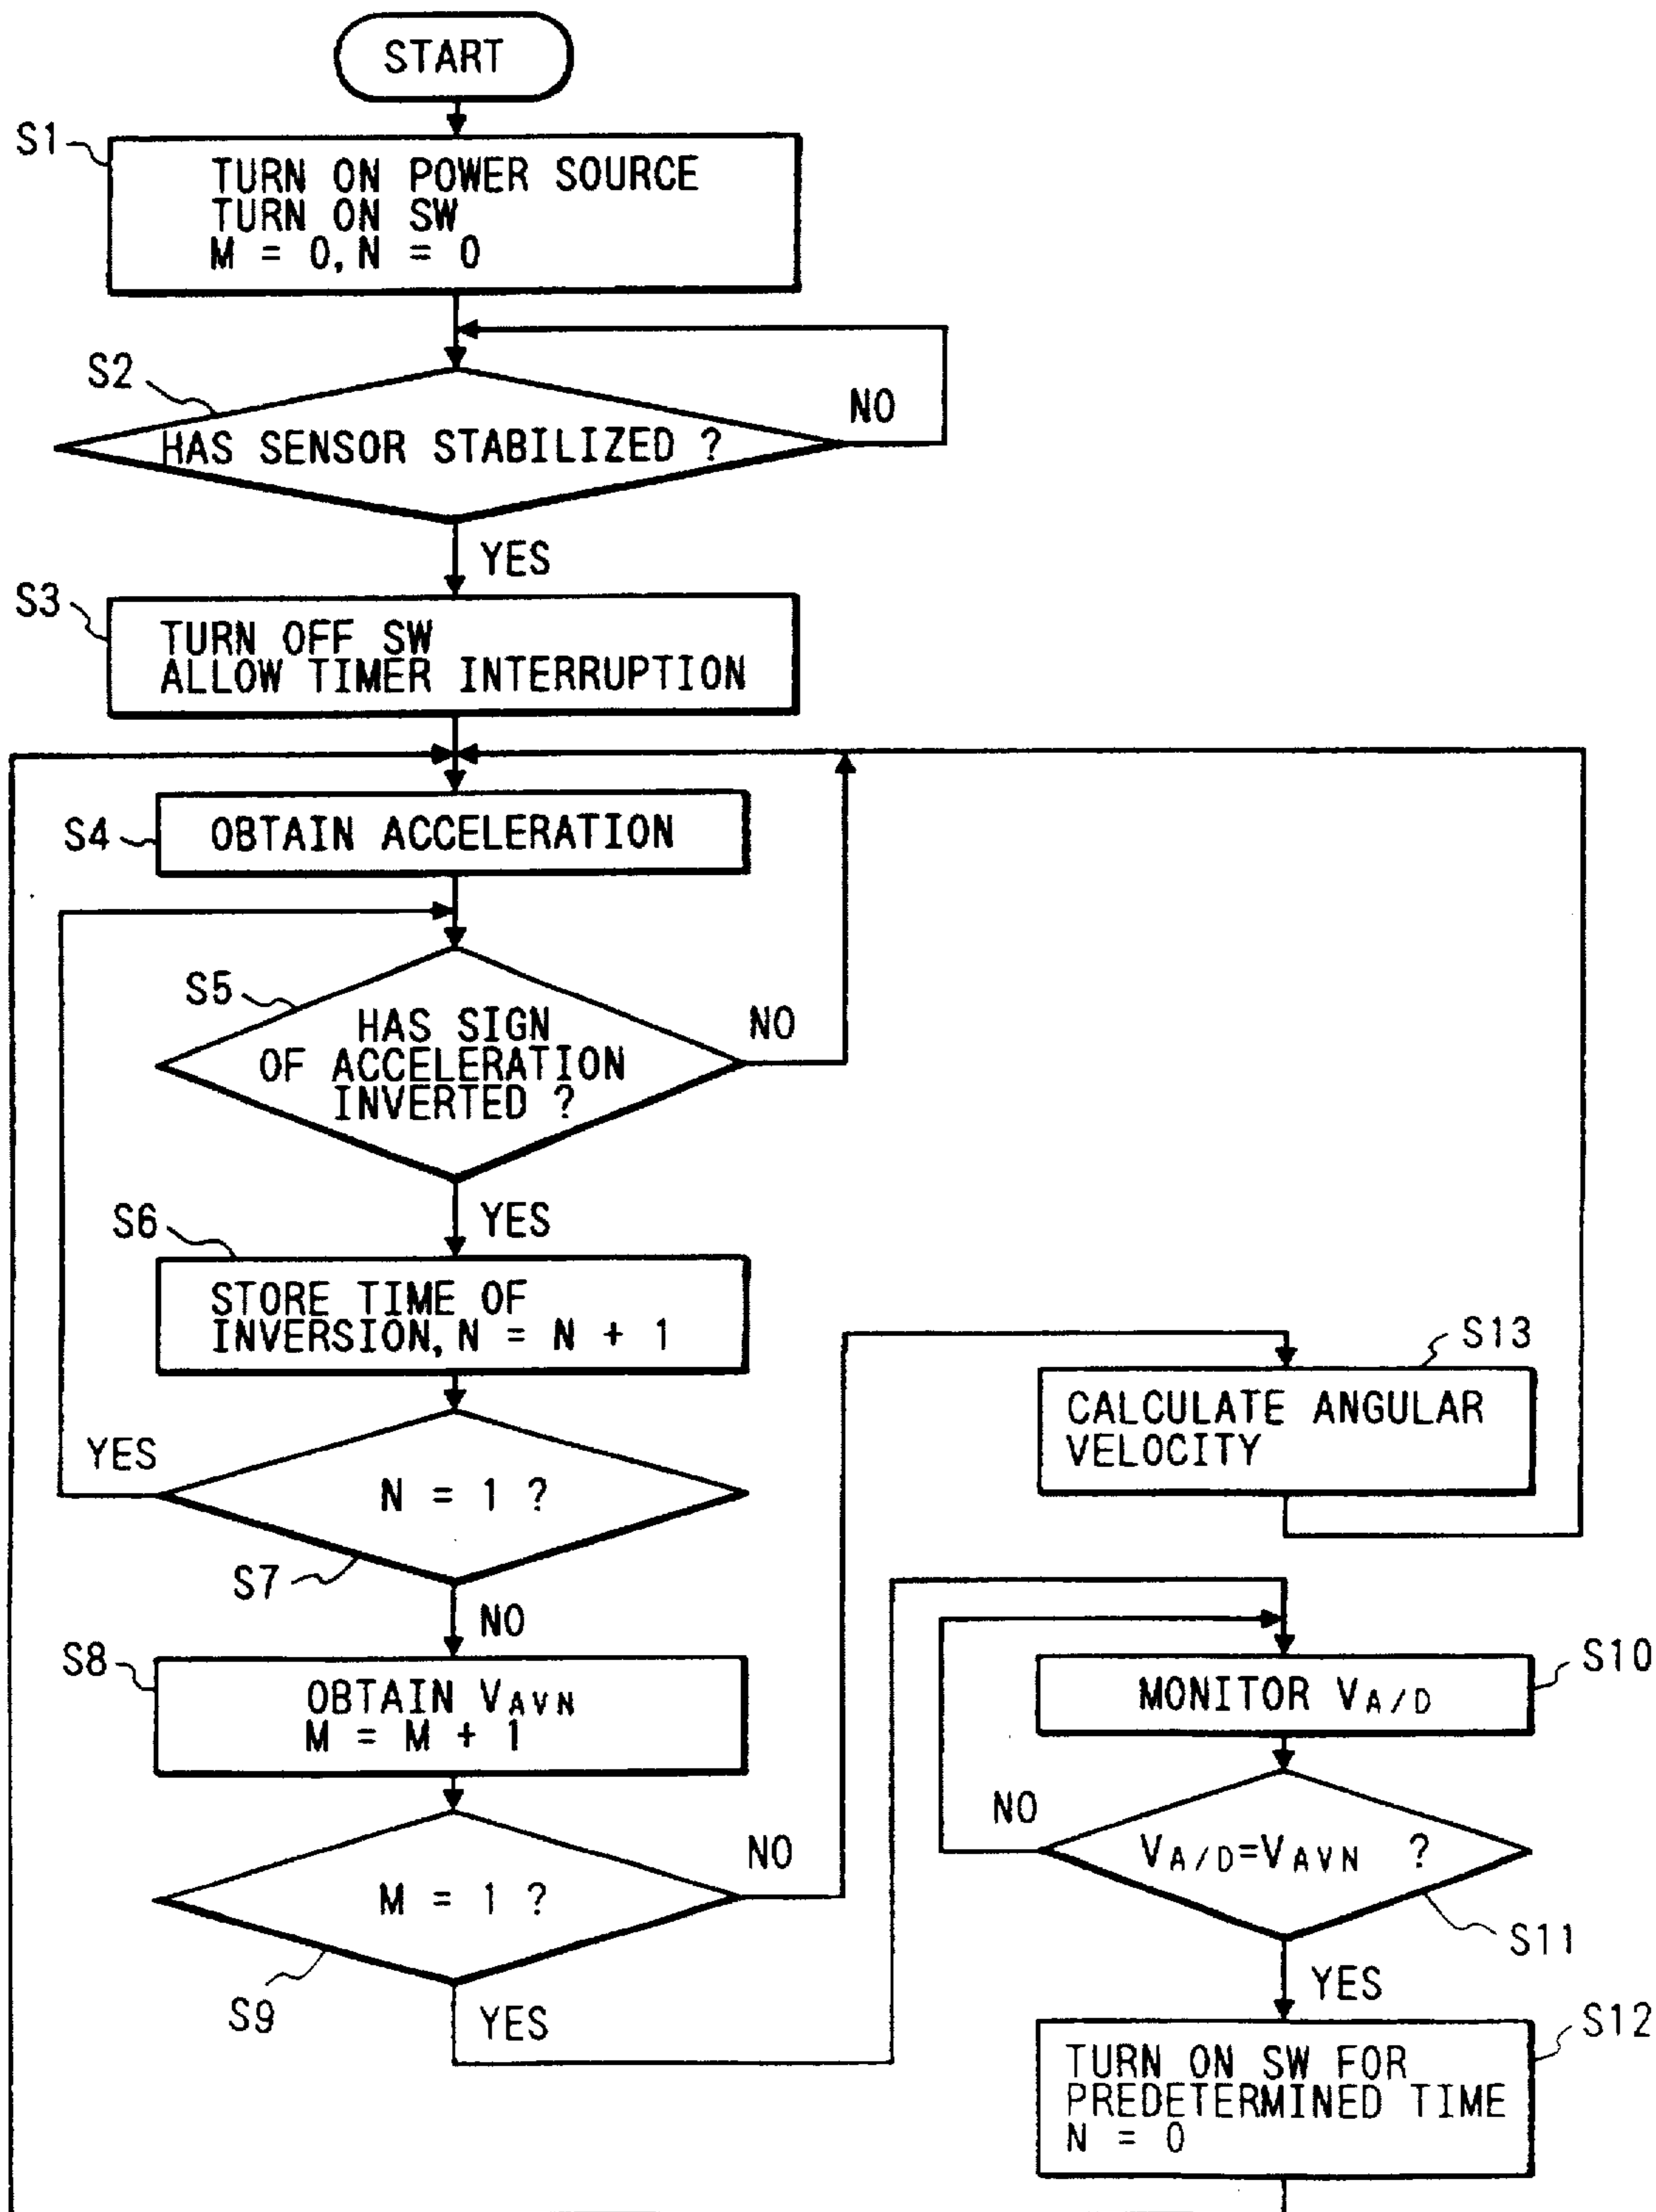 START
S1
TURN ON POWER SOURCE
TURN ON SW
M = 0, N = 0
S2
HAS SENSOR STABILIZED ?
NO
YES
S3
TURN OFF SW
ALLOW TIMER INTERRUPTION
S4
OBTAIN ACCELERATION
S5
HAS SIGN
OF ACCELERATION
INVERTED ?
NO
YES
S6
STORE TIME OF
INVERSION, N = N + 1
YES
N = 1 ?
S7
NO
S8
OBTAIN VAVN
M = M + 1
NO
M = 1 ?
S9
YES
S13
CALCULATE ANGULAR
VELOCITY
S10
MONITOR VA/D
NO
VA/D=VAVN ?
S11
YES
S12
TURN ON SW FOR
PREDETERMINED TIME
N = 0